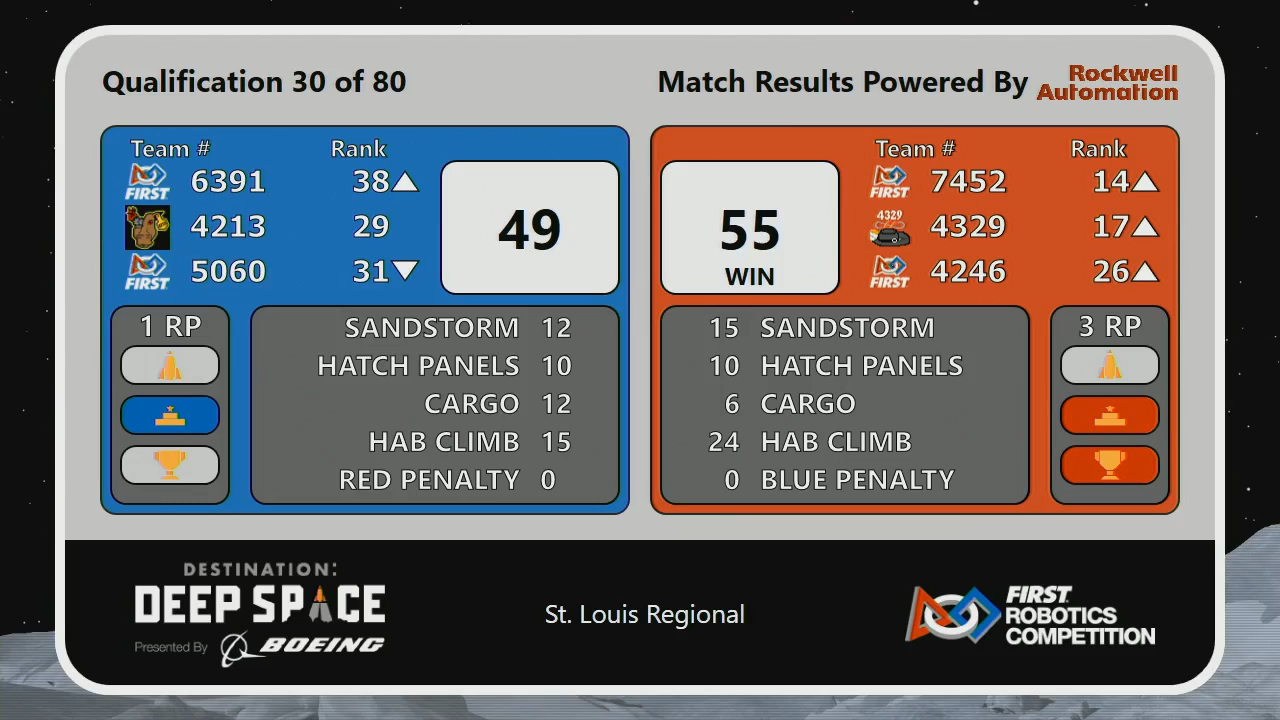 Qualification 30 of 80
Match Results Powered By Rockwell Automation
Team # Rank
FIRST 6391 38
4213 29
FIRST 5060 31
49
55
WIN
Team # Rank
FIRST 7452 14
4329 4329 17
FIRST 4246 26
1 RP
SANDSTORM 12
HATCH PANELS 10
CARGO 12
HAB CLIMB 15
RED PENALTY 0
15 SANDSTORM
10 HATCH PANELS
6 CARGO
24 HAB CLIMB
0 BLUE PENALTY
3 RP
DESTINATION:
DEEP SPACE
Presented By BOEING
St. Louis Regional
FIRST
ROBOTICS
COMPETITION